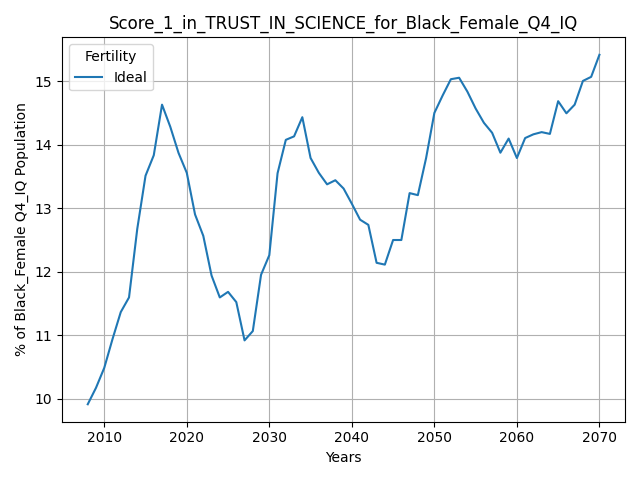 Score_1_in_TRUST_IN_SCIENCE_for_Black_Female_Q4_IQ
Fertility
Ideal
% of Black_Female Q4_IQ Population
15
14
13
12
11
10
2010 2020 2030 2040 2050 2060 2070
Years